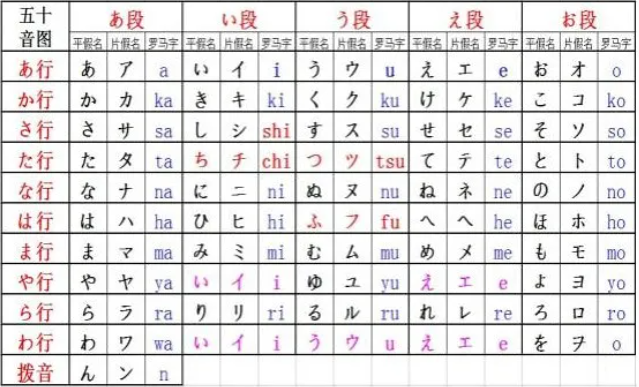 五十音图 あ段 い段 う段 え段 お段
平假名 片假名 罗马字 平假名 片假名 罗马字 平假名 片假名 罗马字 平假名 片假名 罗马字 平假名 片假名 罗马字
あ行 あ ア a い イ i う ウ u え エ e お オ o
か行 か カ ka き キ ki く ク ku け ケ ke こ コ ko
さ行 さ サ sa し シ shi す ス su せ セ se そ ソ so
た行 た タ ta ち チ chi つ ツ tsu て テ te と ト to
な行 な ナ na に ニ ni ぬ ヌ nu ね ネ ne の ノ no
は行 は ハ ha ひ ヒ hi ふ フ fu へ ヘ he ほ ホ ho
ま行 ま マ ma み ミ mi む ム mu め メ me も モ mo
や行 や ヤ ya い イ i ゆ ユ yu え エ e よ ヨ yo
ら行 ら ラ ra り リ ri る ル ru れ レ re ろ ロ ro
わ行 わ ワ wa い イ i う ウ u え エ e を ヲ o
拨音 ん ン n